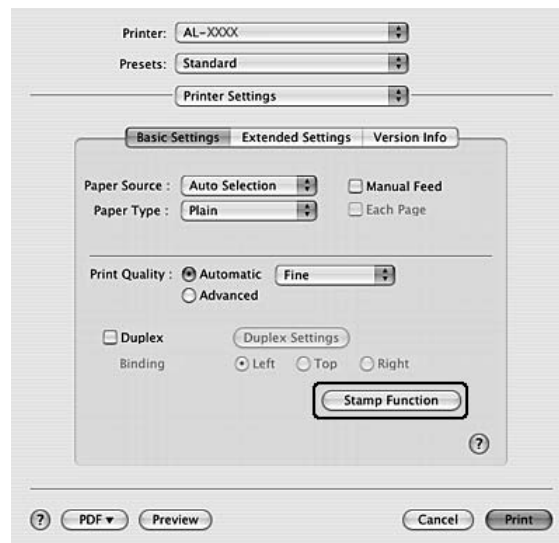 Printer: AL-XXXX
Presets: Standard
Printer Settings
Basic Settings Extended Settings Version Info
Paper Source : Auto Selection Manual Feed
Paper Type : Plain Each Page
Print Quality : Automatic Fine
Advanced
Duplex Duplex Settings
Binding Left Top Right
Stamp Function
?
? PDF Preview Cancel Print